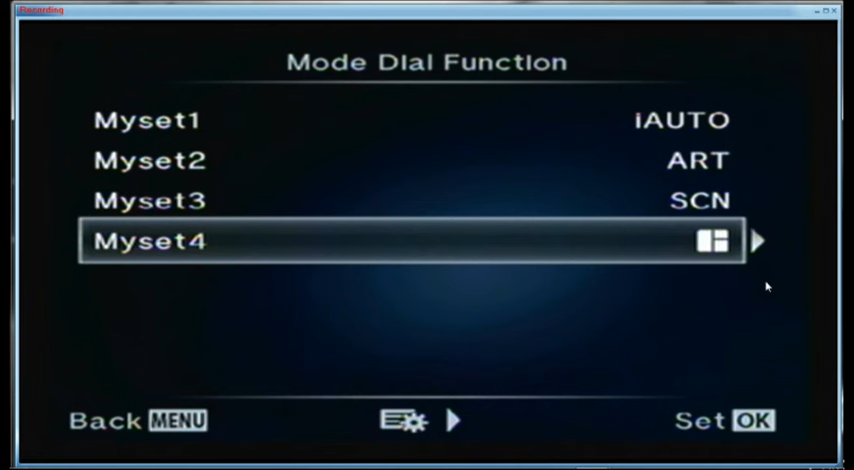 Recording
Mode Dial Function
Myset1 iAUTO
Myset2 ART
Myset3 SCN
Myset4
Back MENU Set OK